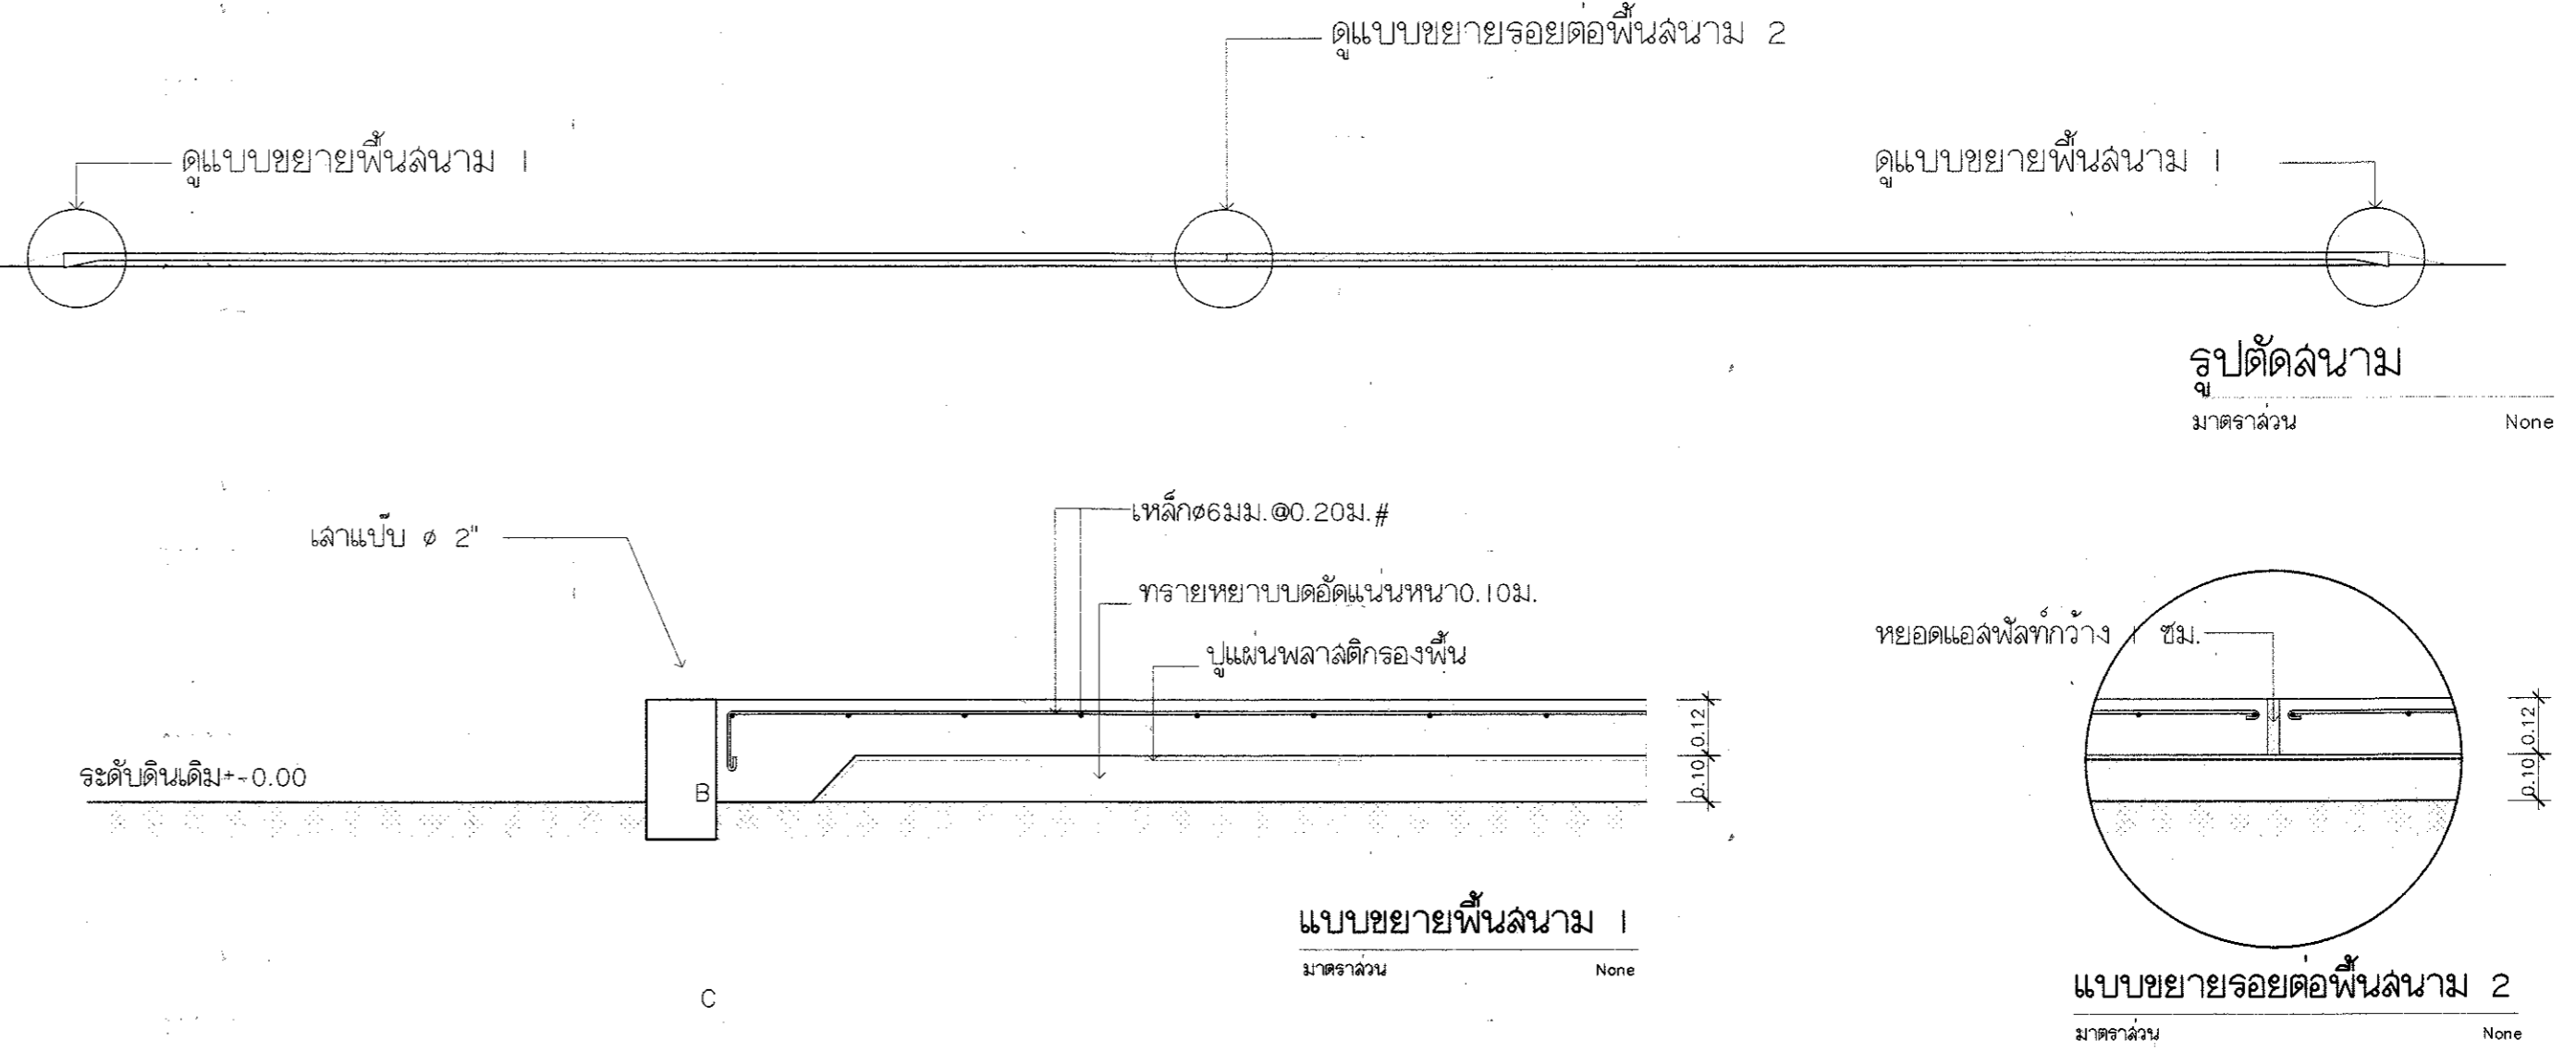 ดูแบบขยายรอยต่อพื้นสนาม 2
ดูแบบขยายพื้นสนาม 1
ดูแบบขยายพื้นสนาม 1
รูปตัดสนาม
มาตราส่วน None
เหล็กø6มม.@0.20ม.#
เสาแป๊บ ø 2"
ทรายหยาบบดอัดแน่นหนา0.10ม.
ปูแผ่นพลาสติกรองพื้น
หยอดแอสฟัลท์กว้าง 1 ซม.
ระดับดินเดิม+-0.00
B
0.12
0.10
0.12
0.10
แบบขยายพื้นสนาม 1
มาตราส่วน None
C
แบบขยายรอยต่อพื้นสนาม 2
มาตราส่วน None